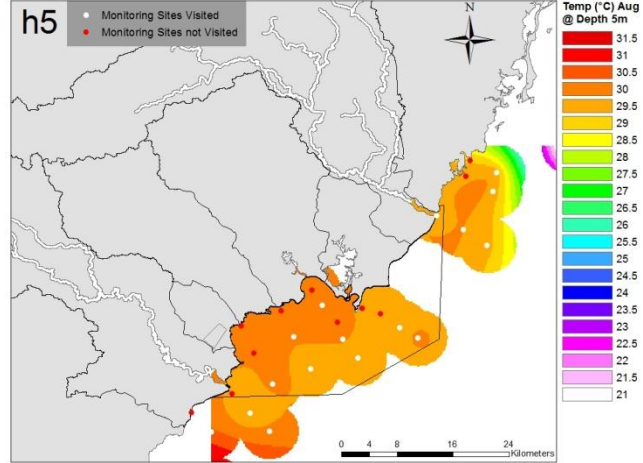 h5
Monitoring Sites Visited
Monitoring Sites not Visited
N
Temp (°C) Aug
@ Depth 5m
31.5
31
30.5
30
29.5
29
28.5
28
27.5
27
26.5
26
25.5
25
24.5
24
23.5
23
22.5
22
21.5
21
0 4 8 16 24
Kilometers